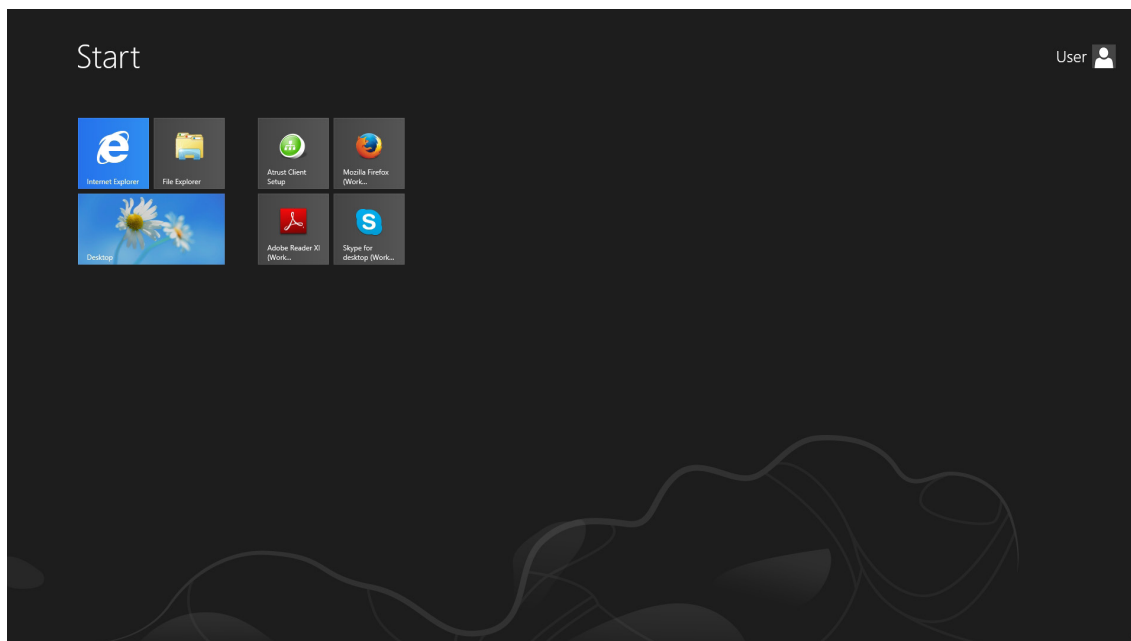 Start
User
Internet Explorer
File Explorer
Atrust Client
Setup
Mozilla Firefox
(Work...
Desktop
Adobe Reader XI
(Work...
Skype for
desktop (Work...